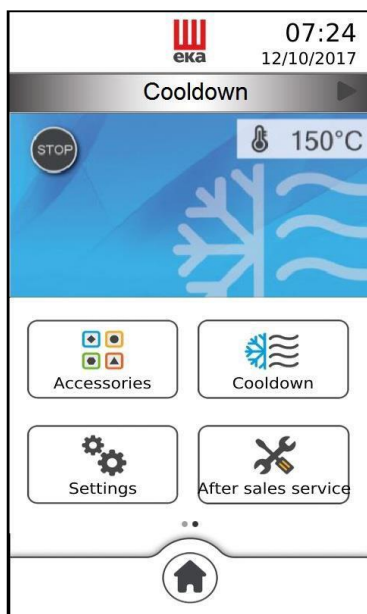 07:24
eka 12/10/2017
Cooldown
STOP 150°C
Accessories Cooldown
Settings After sales service